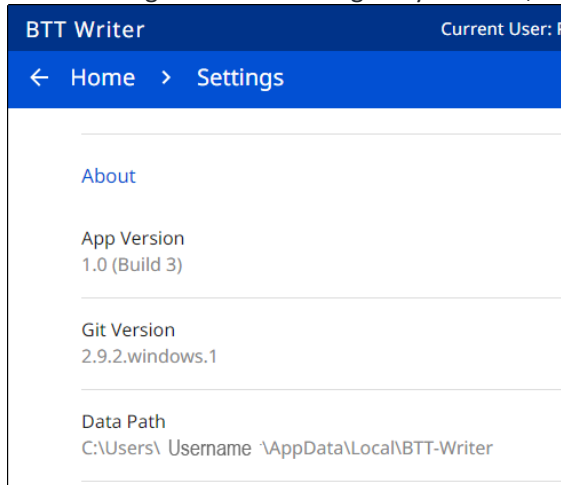 BTT Writer
Current User:
← Home > Settings
About
App Version
1.0 (Build 3)
Git Version
2.9.2.windows.1
Data Path
C:\Users\ Username \AppData\Local\BTT-Writer